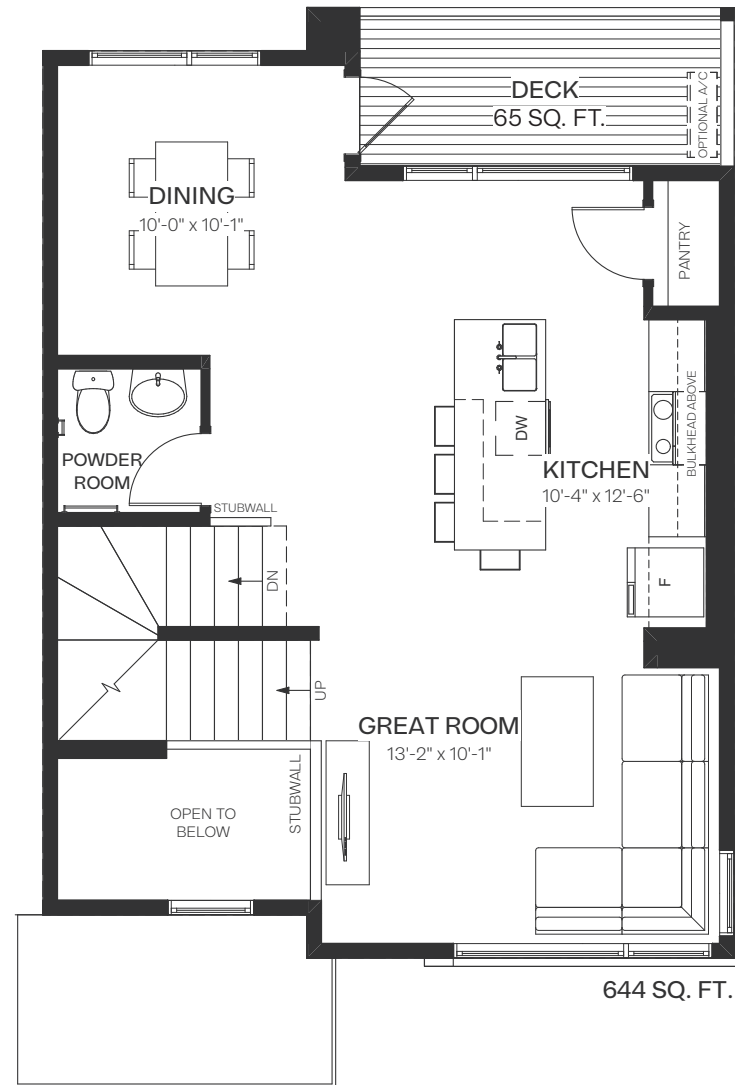 DECK
65 SQ. FT.
OPTIONAL A/C
DINING
10'-0" x 10'-1"
PANTRY
POWDER
ROOM
STUBWALL
DW
BULKHEAD ABOVE
KITCHEN
10'-4" x 12'-6"
DN
F
UP
GREAT ROOM
13'-2" x 10'-1"
STUBWALL
OPEN TO
BELOW
644 SQ. FT.